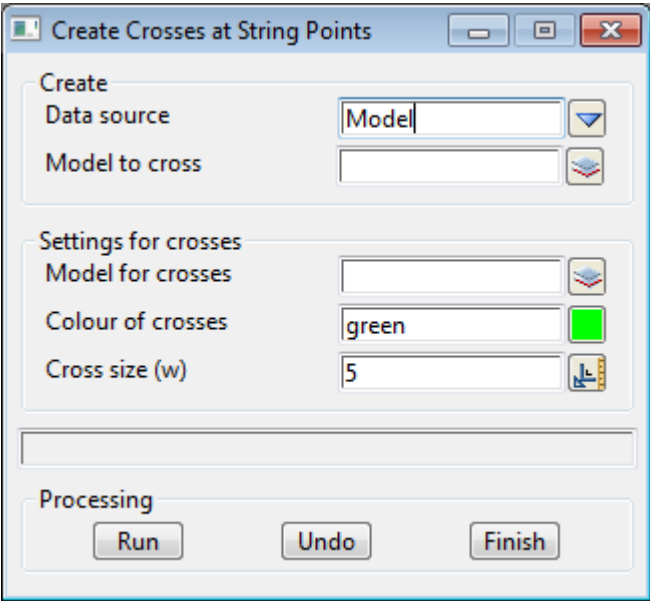 Create Crosses at String Points
Create
Data source Model
Model to cross
Settings for crosses
Model for crosses
Colour of crosses green
Cross size (w) 5
Processing
Run Undo Finish